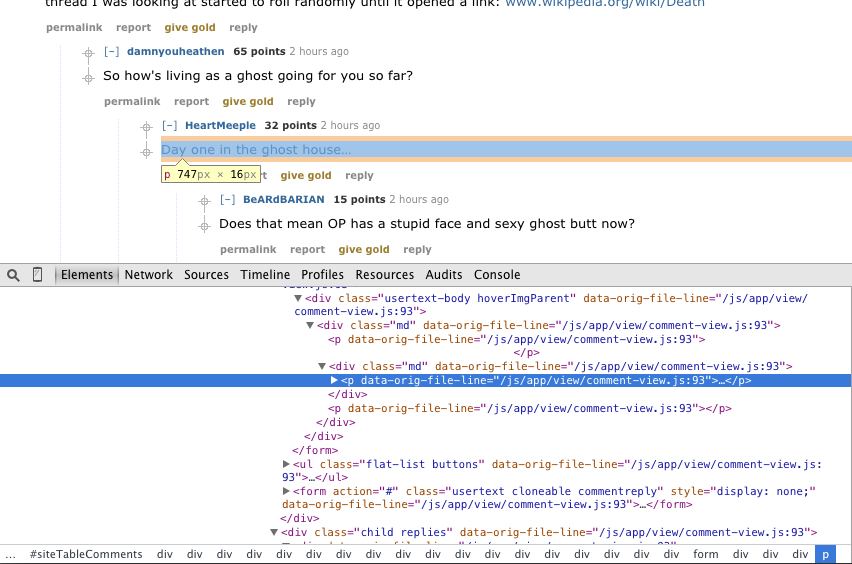 thread I was looking at started to roll randomly until it opened a link: www.wikipedia.org/wiki/Death
permalink report give gold reply
[–] damnyouheathen 65 points 2 hours ago
So how's living as a ghost going for you so far?
permalink report give gold reply
[–] HeartMeeple 32 points 2 hours ago
Day one in the ghost house...
p 747px × 16px
give gold reply
[–] BeARdBARIAN 15 points 2 hours ago
Does that mean OP has a stupid face and sexy ghost butt now?
permalink report give gold reply
Elements Network Sources Timeline Profiles Resources Audits Console
▼<div class="usertext-body hoverImgParent" data-orig-file-line="/js/app/view/
comment-view.js:93">
▼<div class="md" data-orig-file-line="/js/app/view/comment-view.js:93">
<p data-orig-file-line="/js/app/view/comment-view.js:93">
</p>
▼<div class="md" data-orig-file-line="/js/app/view/comment-view.js:93">
▶<p data-orig-file-line="/js/app/view/comment-view.js:93">…</p>
</div>
<p data-orig-file-line="/js/app/view/comment-view.js:93"></p>
</div>
</div>
</form>
▶<ul class="flat-list buttons" data-orig-file-line="/js/app/view/comment-view.js:
93">…</ul>
▶<form action="#" class="usertext cloneable commentreply" style="display: none;"
data-orig-file-line="/js/app/view/comment-view.js:93">…</form>
</div>
▼<div class="child replies" data-orig-file-line="/js/app/view/comment-view.js:93">
... #siteTableComments div div div div div div div div div div div div div div div div div div form div div div p